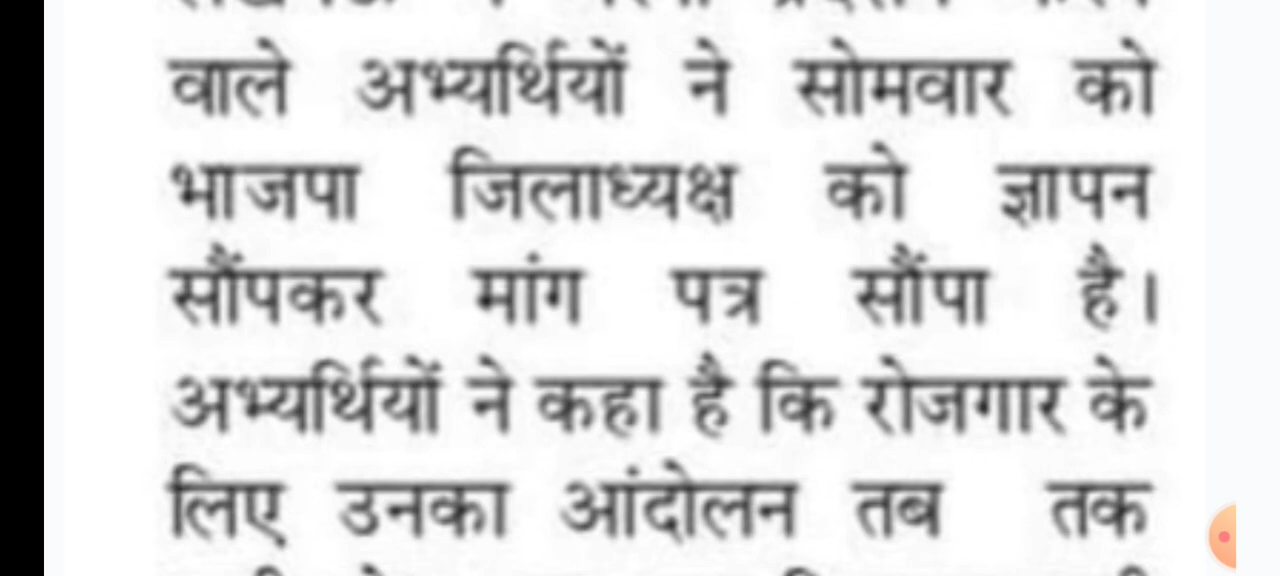 वाले अभ्यर्थियों ने सोमवार को
भाजपा जिलाध्यक्ष को ज्ञापन
सौंपकर मांग पत्र सौंपा है।
अभ्यर्थियों ने कहा है कि रोजगार के
लिए उनका आंदोलन तब तक